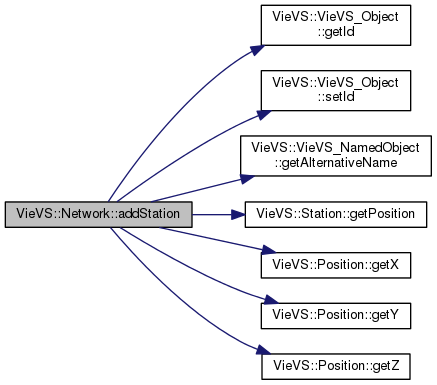 VieVS::VieVS_Object
::getId
VieVS::VieVS_Object
::setId
VieVS::VieVS_NamedObject
::getAlternativeName
VieVS::Network::addStation
VieVS::Station::getPosition
VieVS::Position::getX
VieVS::Position::getY
VieVS::Position::getZ